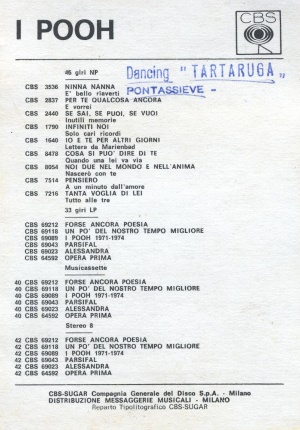 I POOH
CBS
45 giri NP
Dancing "TARTARUGA"
PONTASSIEVE -
CBS 3536 NINNA NANNA
E' bello riaverti
CBS 2837 PER TE QUALCOSA ANCORA
E vorrei
CBS 2440 SE SAI, SE PUOI, SE VUOI
Inutili memorie
CBS 1790 INFINITI NOI
Solo cari ricordi
CBS 1640 IO E TE PER ALTRI GIORNI
Lettera da Marienbad
CBS 8478 COSA SI PUO' DIRE DI TE
Quando una lei va via
CBS 8054 NOI DUE NEL MONDO E NELL'ANIMA
Nascerò con te
CBS 7514 PENSIERO
A un minuto dall'amore
CBS 7216 TANTA VOGLIA DI LEI
Tutto alle tre
33 giri LP
CBS 69212 FORSE ANCORA POESIA
CBS 69118 UN PO' DEL NOSTRO TEMPO MIGLIORE
CBS 69089 I POOH 1971-1974
CBS 69043 PARSIFAL
CBS 69023 ALESSANDRA
CBS 64592 OPERA PRIMA
Musicassette
40 CBS 69212 FORSE ANCORA POESIA
40 CBS 69118 UN PO' DEL NOSTRO TEMPO MIGLIORE
40 CBS 69089 I POOH 1971-1974
40 CBS 69043 PARSIFAL
40 CBS 69023 ALESSANDRA
40 CBS 64592 OPERA PRIMA
Stereo 8
42 CBS 69212 FORSE ANCORA POESIA
42 CBS 69118 UN PO' DEL NOSTRO TEMPO MIGLIORE
42 CBS 69089 I POOH 1971-1974
42 CBS 69043 PARSIFAL
42 CBS 69023 ALESSANDRA
42 CBS 64592 OPERA PRIMA
CBS-SUGAR Compagnia Generale del Disco S.p.A. - Milano
DISTRIBUZIONE MESSAGGERIE MUSICALI - MILANO
Reparto Tipolitografico CBS-SUGAR